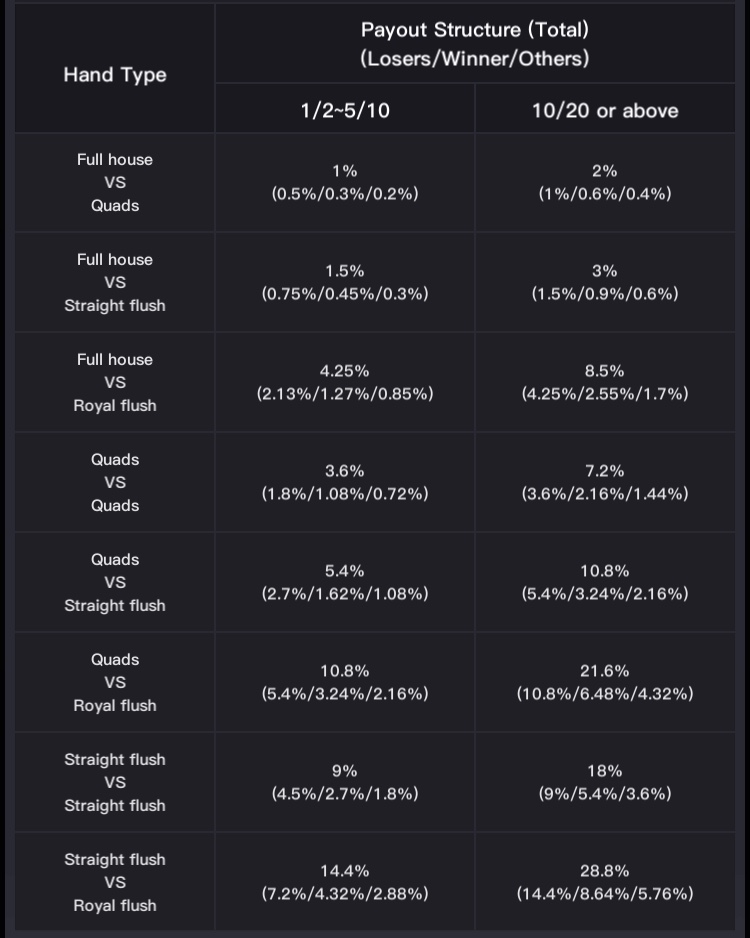 Hand Type
Payout Structure (Total)
(Losers/Winner/Others)
1/2~5/10
10/20 or above
Full house
VS
Quads
1%
(0.5%/0.3%/0.2%)
2%
(1%/0.6%/0.4%)
Full house
VS
Straight flush
1.5%
(0.75%/0.45%/0.3%)
3%
(1.5%/0.9%/0.6%)
Full house
VS
Royal flush
4.25%
(2.13%/1.27%/0.85%)
8.5%
(4.25%/2.55%/1.7%)
Quads
VS
Quads
3.6%
(1.8%/1.08%/0.72%)
7.2%
(3.6%/2.16%/1.44%)
Quads
VS
Straight flush
5.4%
(2.7%/1.62%/1.08%)
10.8%
(5.4%/3.24%/2.16%)
Quads
VS
Royal flush
10.8%
(5.4%/3.24%/2.16%)
21.6%
(10.8%/6.48%/4.32%)
Straight flush
VS
Straight flush
9%
(4.5%/2.7%/1.8%)
18%
(9%/5.4%/3.6%)
Straight flush
VS
Royal flush
14.4%
(7.2%/4.32%/2.88%)
28.8%
(14.4%/8.64%/5.76%)